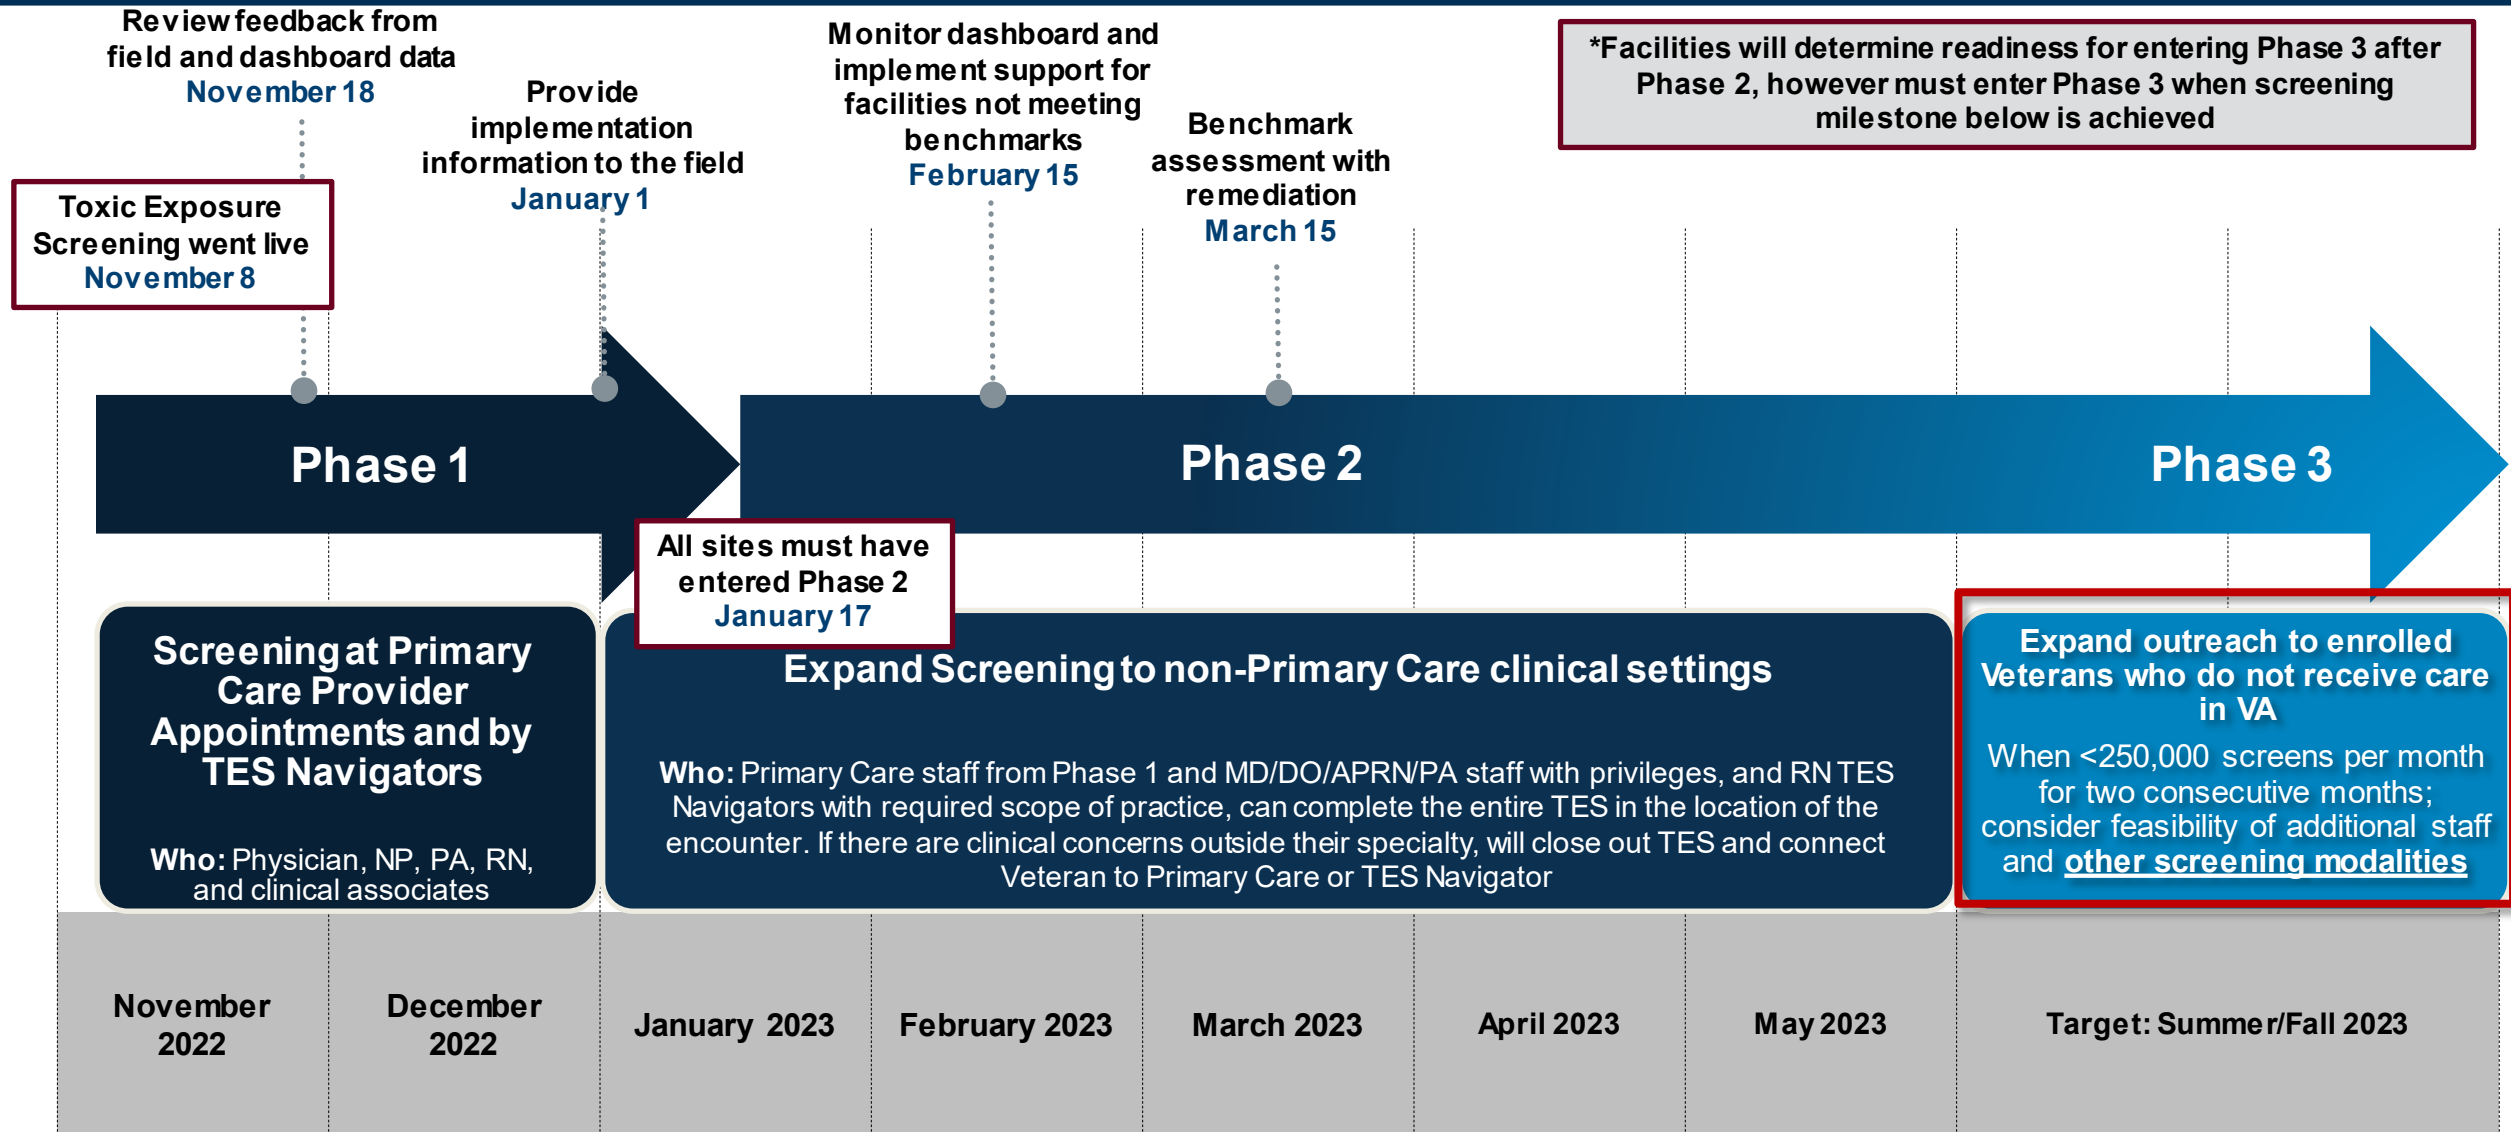 Review feedback from
field and dashboard data
November 18
Provide
implementation
information to the field
January 1
Monitor dashboard and
implement support for
facilities not meeting
benchmarks
February 15
Benchmark
assessment with
remediation
March 15
*Facilities will determine readiness for entering Phase 3 after
Phase 2, however must enter Phase 3 when screening
milestone below is achieved
Toxic Exposure
Screening went live
November 8
Phase 1
Phase 2
Phase 3
All sites must have
entered Phase 2
January 17
Screening at Primary
Care Provider
Appointments and by
TES Navigators
Who: Physician, NP, PA, RN,
and clinical associates
Expand Screening to non-Primary Care clinical settings
Who: Primary Care staff from Phase 1 and MD/DO/APRN/PA staff with privileges, and RN TES
Navigators with required scope of practice, can complete the entire TES in the location of the
encounter. If there are clinical concerns outside their specialty, will close out TES and connect
Veteran to Primary Care or TES Navigator
Expand outreach to enrolled
Veterans who do not receive care
in VA
When <250,000 screens per month
for two consecutive months;
consider feasibility of additional staff
and other screening modalities
November
2022
December
2022
January 2023
February 2023
March 2023
April 2023
May 2023
Target: Summer/Fall 2023